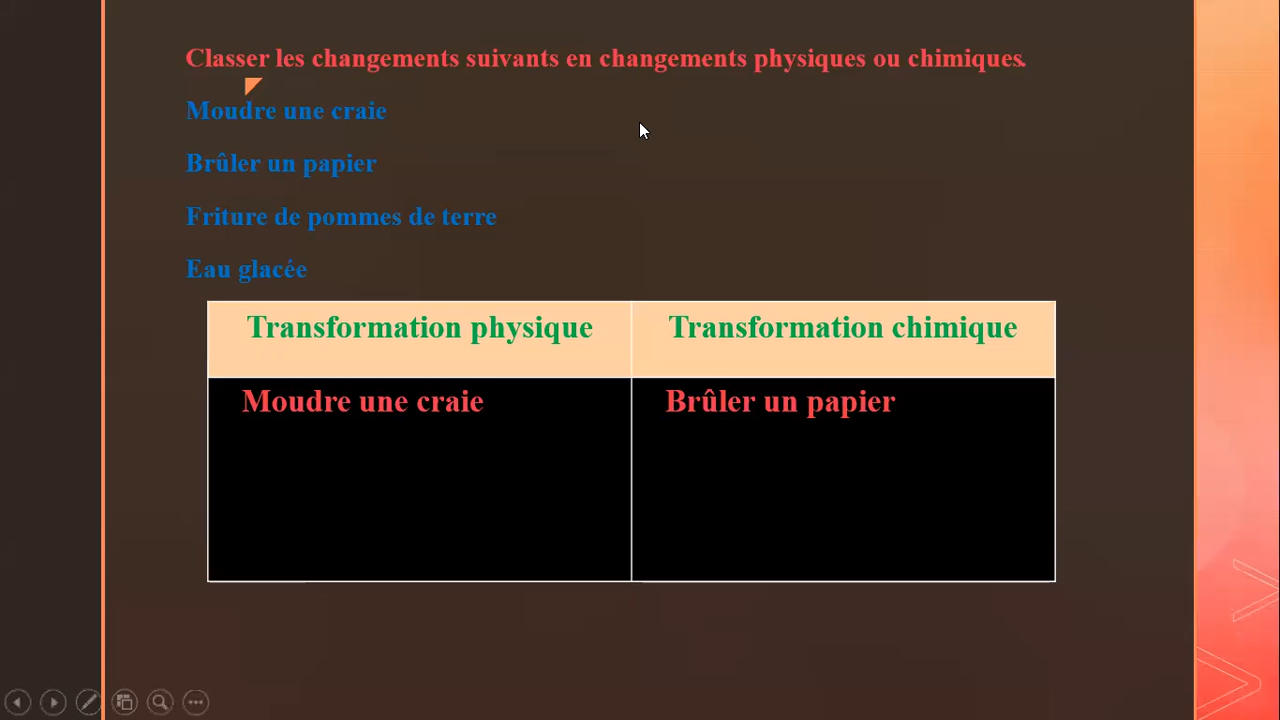 Classer les changements suivants en changements physiques ou chimiques.
Moudre une craie
Brûler un papier
Friture de pommes de terre
Eau glacée
Transformation physique
Transformation chimique
Moudre une craie
Brûler un papier